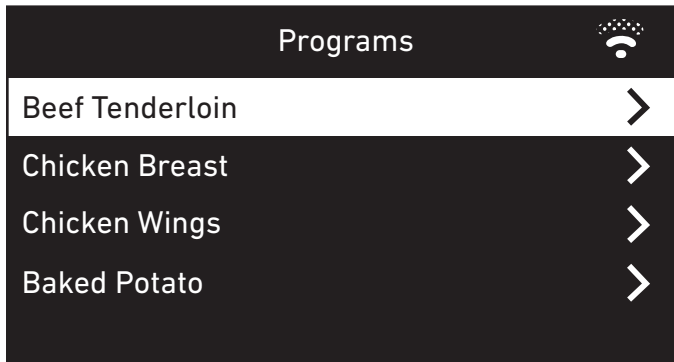 Programs
Beef Tenderloin
Chicken Breast
Chicken Wings
Baked Potato